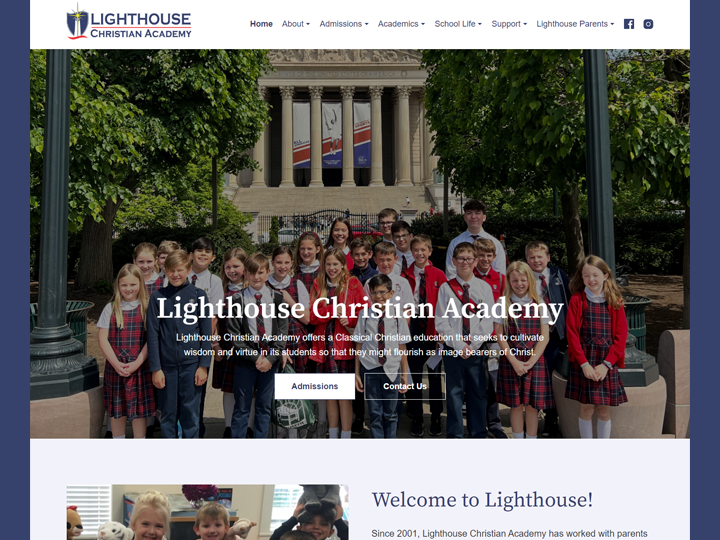 LIGHTHOUSE
CHRISTIAN ACADEMY
Home About Admissions Academics School Life Support Lighthouse Parents
Lighthouse Christian Academy
Lighthouse Christian Academy offers a Classical Christian education that seeks to cultivate
wisdom and virtue in its students so that they might flourish as image bearers of Christ.
Admissions Contact Us
Welcome to Lighthouse!
Since 2001, Lighthouse Christian Academy has worked with parents